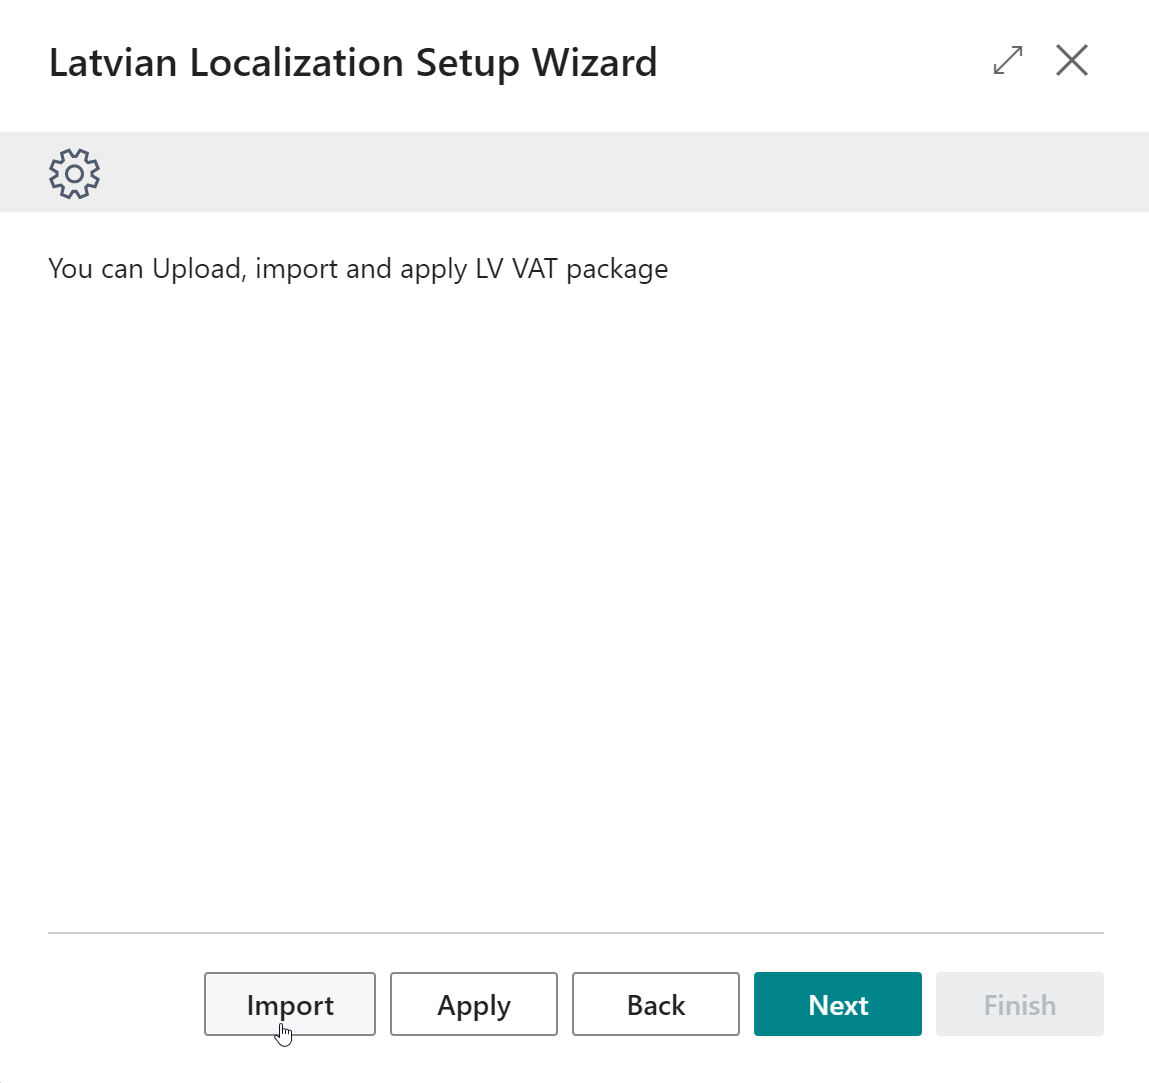 Latvian Localization Setup Wizard
You can Upload, import and apply LV VAT package
Import Apply Back Next Finish